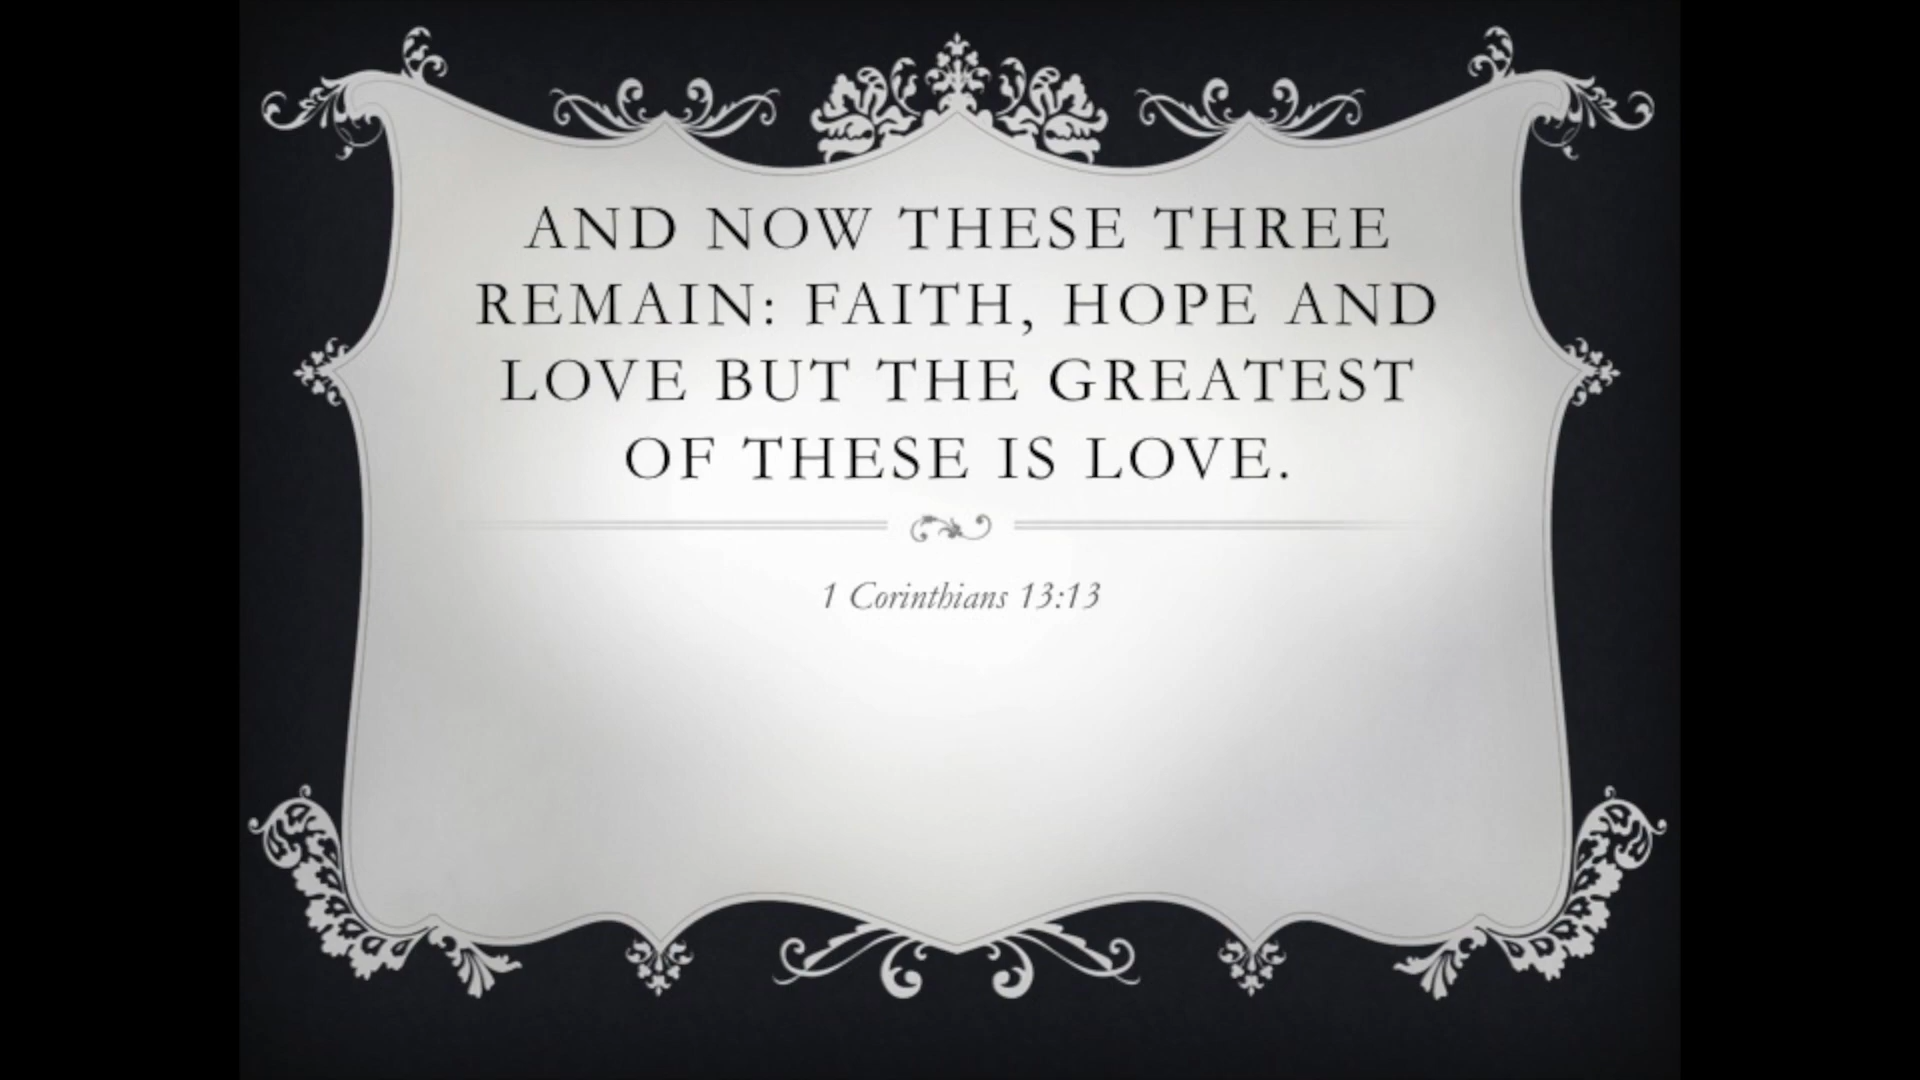 AND NOW THESE THREE
REMAIN: FAITH, HOPE AND
LOVE BUT THE GREATEST
OF THESE IS LOVE.
1 Corinthians 13:13